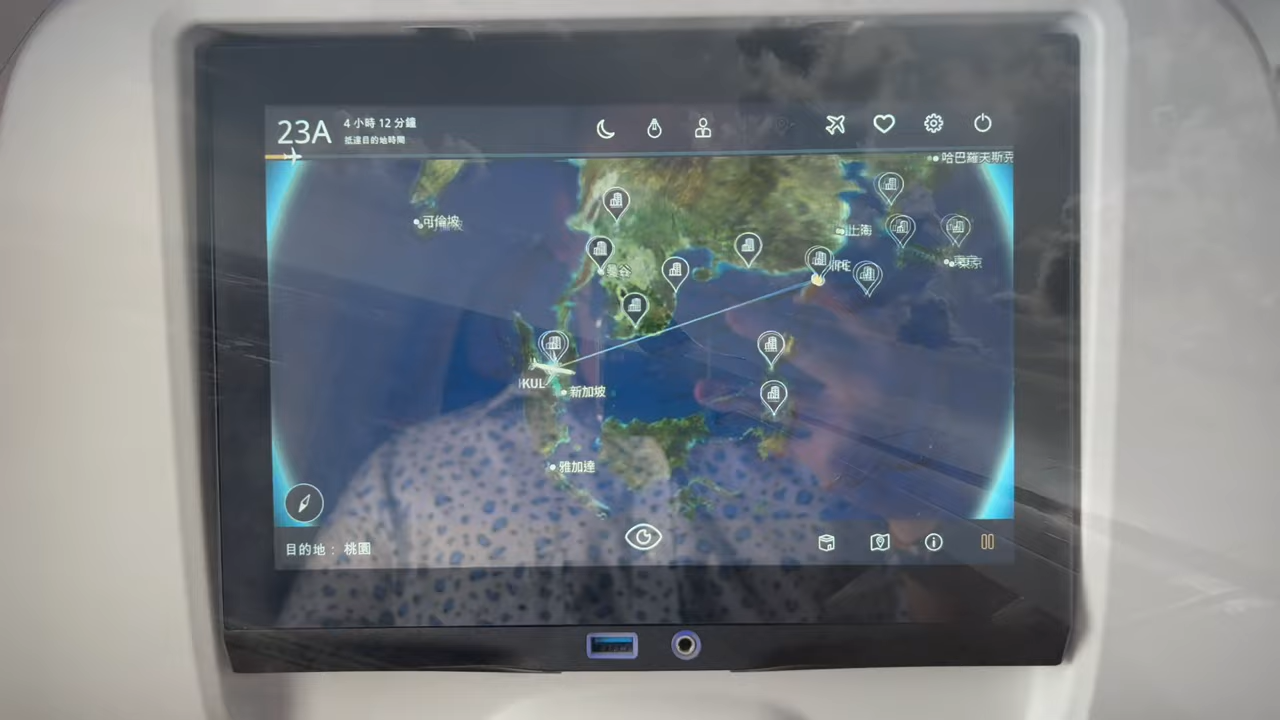 23A
4 小時 12 分鐘
抵達目的地時間
哈巴羅夫斯克
可倫坡
上海
曼谷
TPE
東京
KUL
新加坡
雅加達
目的地： 桃園